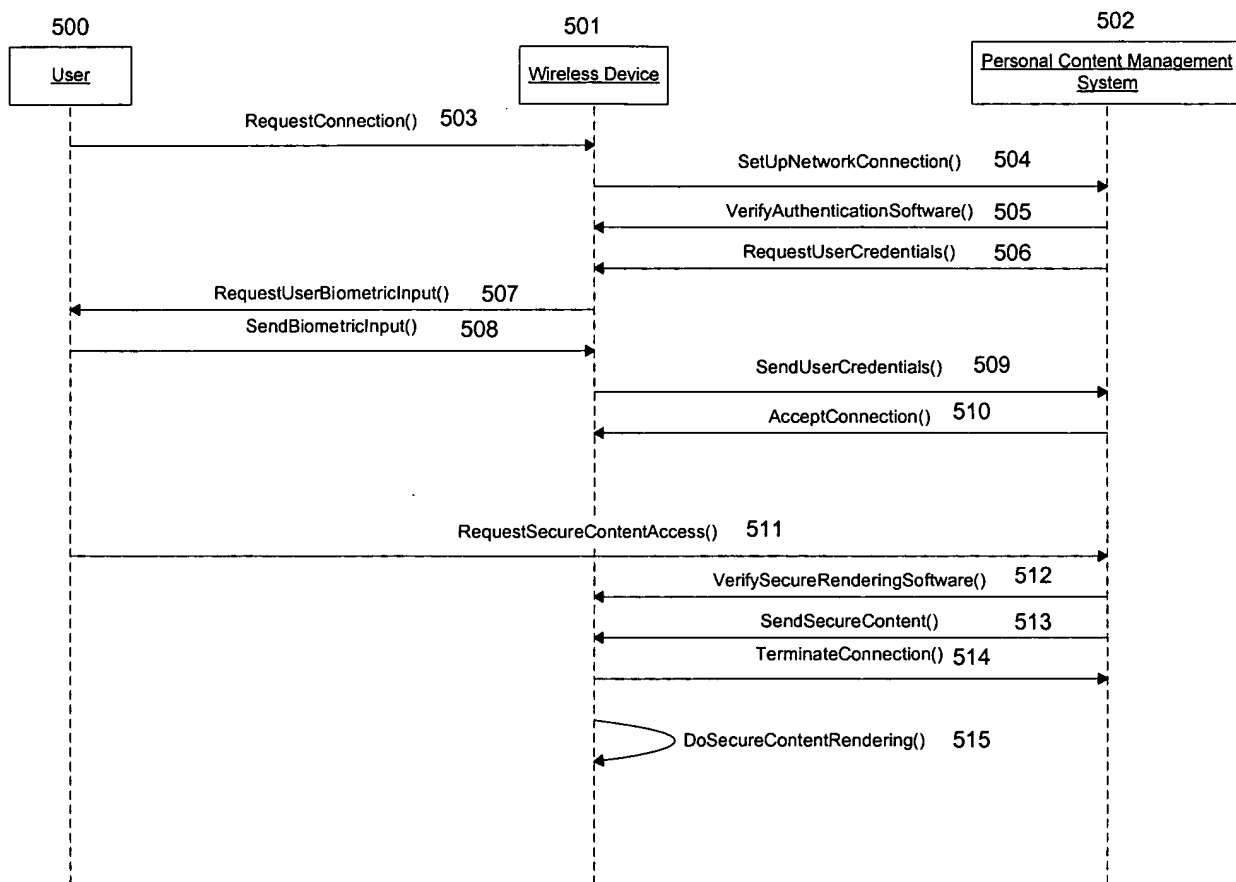 500
501
502
User
Wireless Device
Personal Content Management
System
RequestConnection() 503
SetUpNetworkConnection() 504
VerifyAuthenticationSoftware() 505
RequestUserCredentials() 506
RequestUserBiometricInput() 507
SendBiometricInput() 508
SendUserCredentials() 509
AcceptConnection() 510
RequestSecureContentAccess() 511
VerifySecureRenderingSoftware() 512
SendSecureContent() 513
TerminateConnection() 514
DoSecureContentRendering() 515